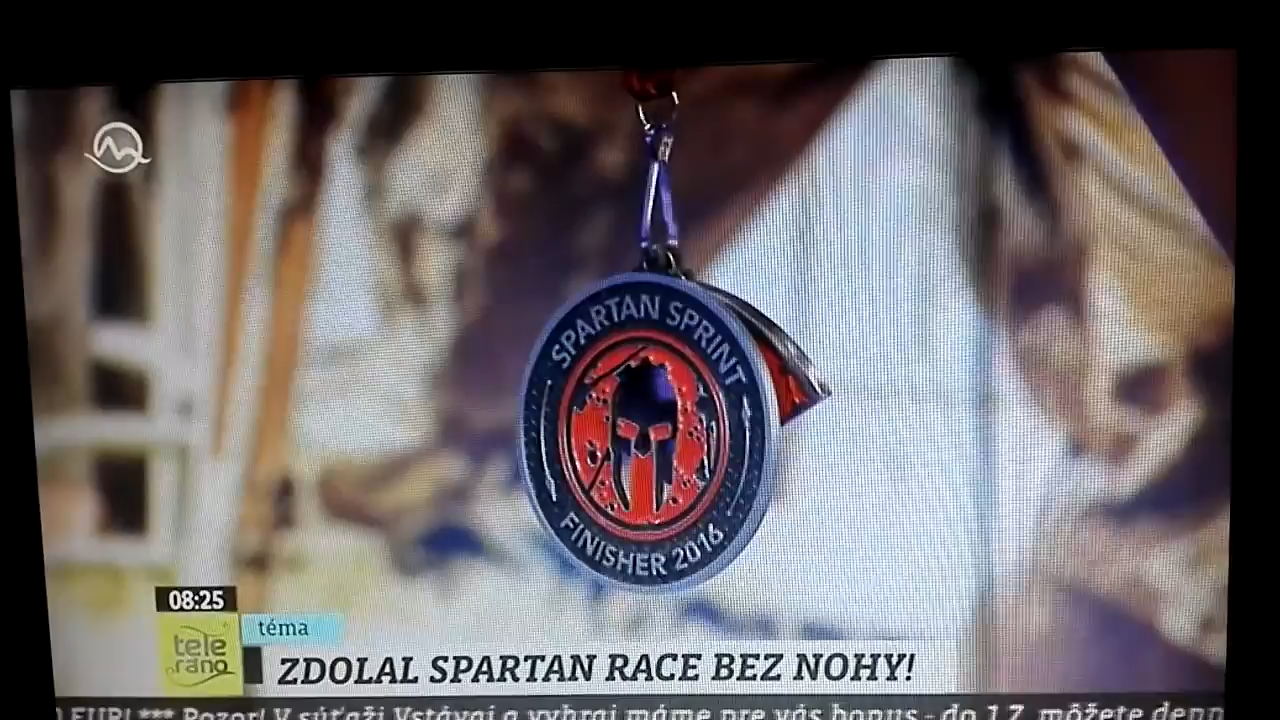 SPARTAN SPRINT
FINISHER 2016
08:25
téma
tele
ráno
ZDOLAL SPARTAN RACE BEZ NOHY!
EUR! *** Pozor! V súťaži Vstávaj a vyhraj máme pre vás bonus - do 1.7. môžete